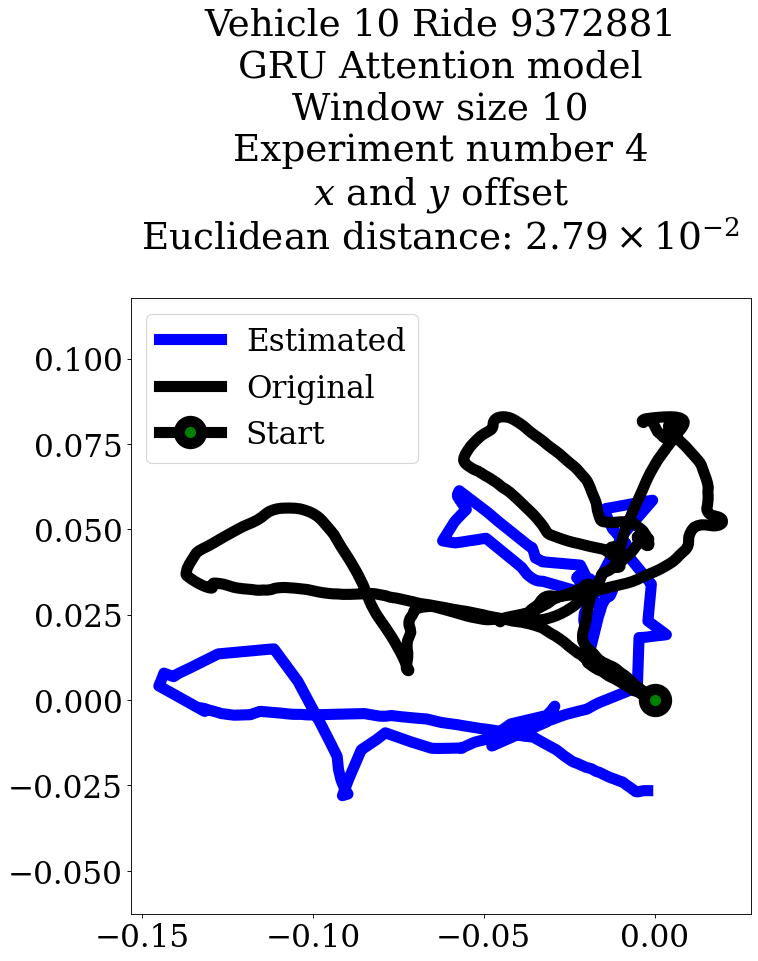 Vehicle 10 Ride 9372881
GRU Attention model
Window size 10
Experiment number 4
x and y offset
Euclidean distance: 2.79 × 10⁻²
Estimated
Original
Start
0.100
0.075
0.050
0.025
0.000
−0.025
−0.050
−0.15 −0.10 −0.05 0.00